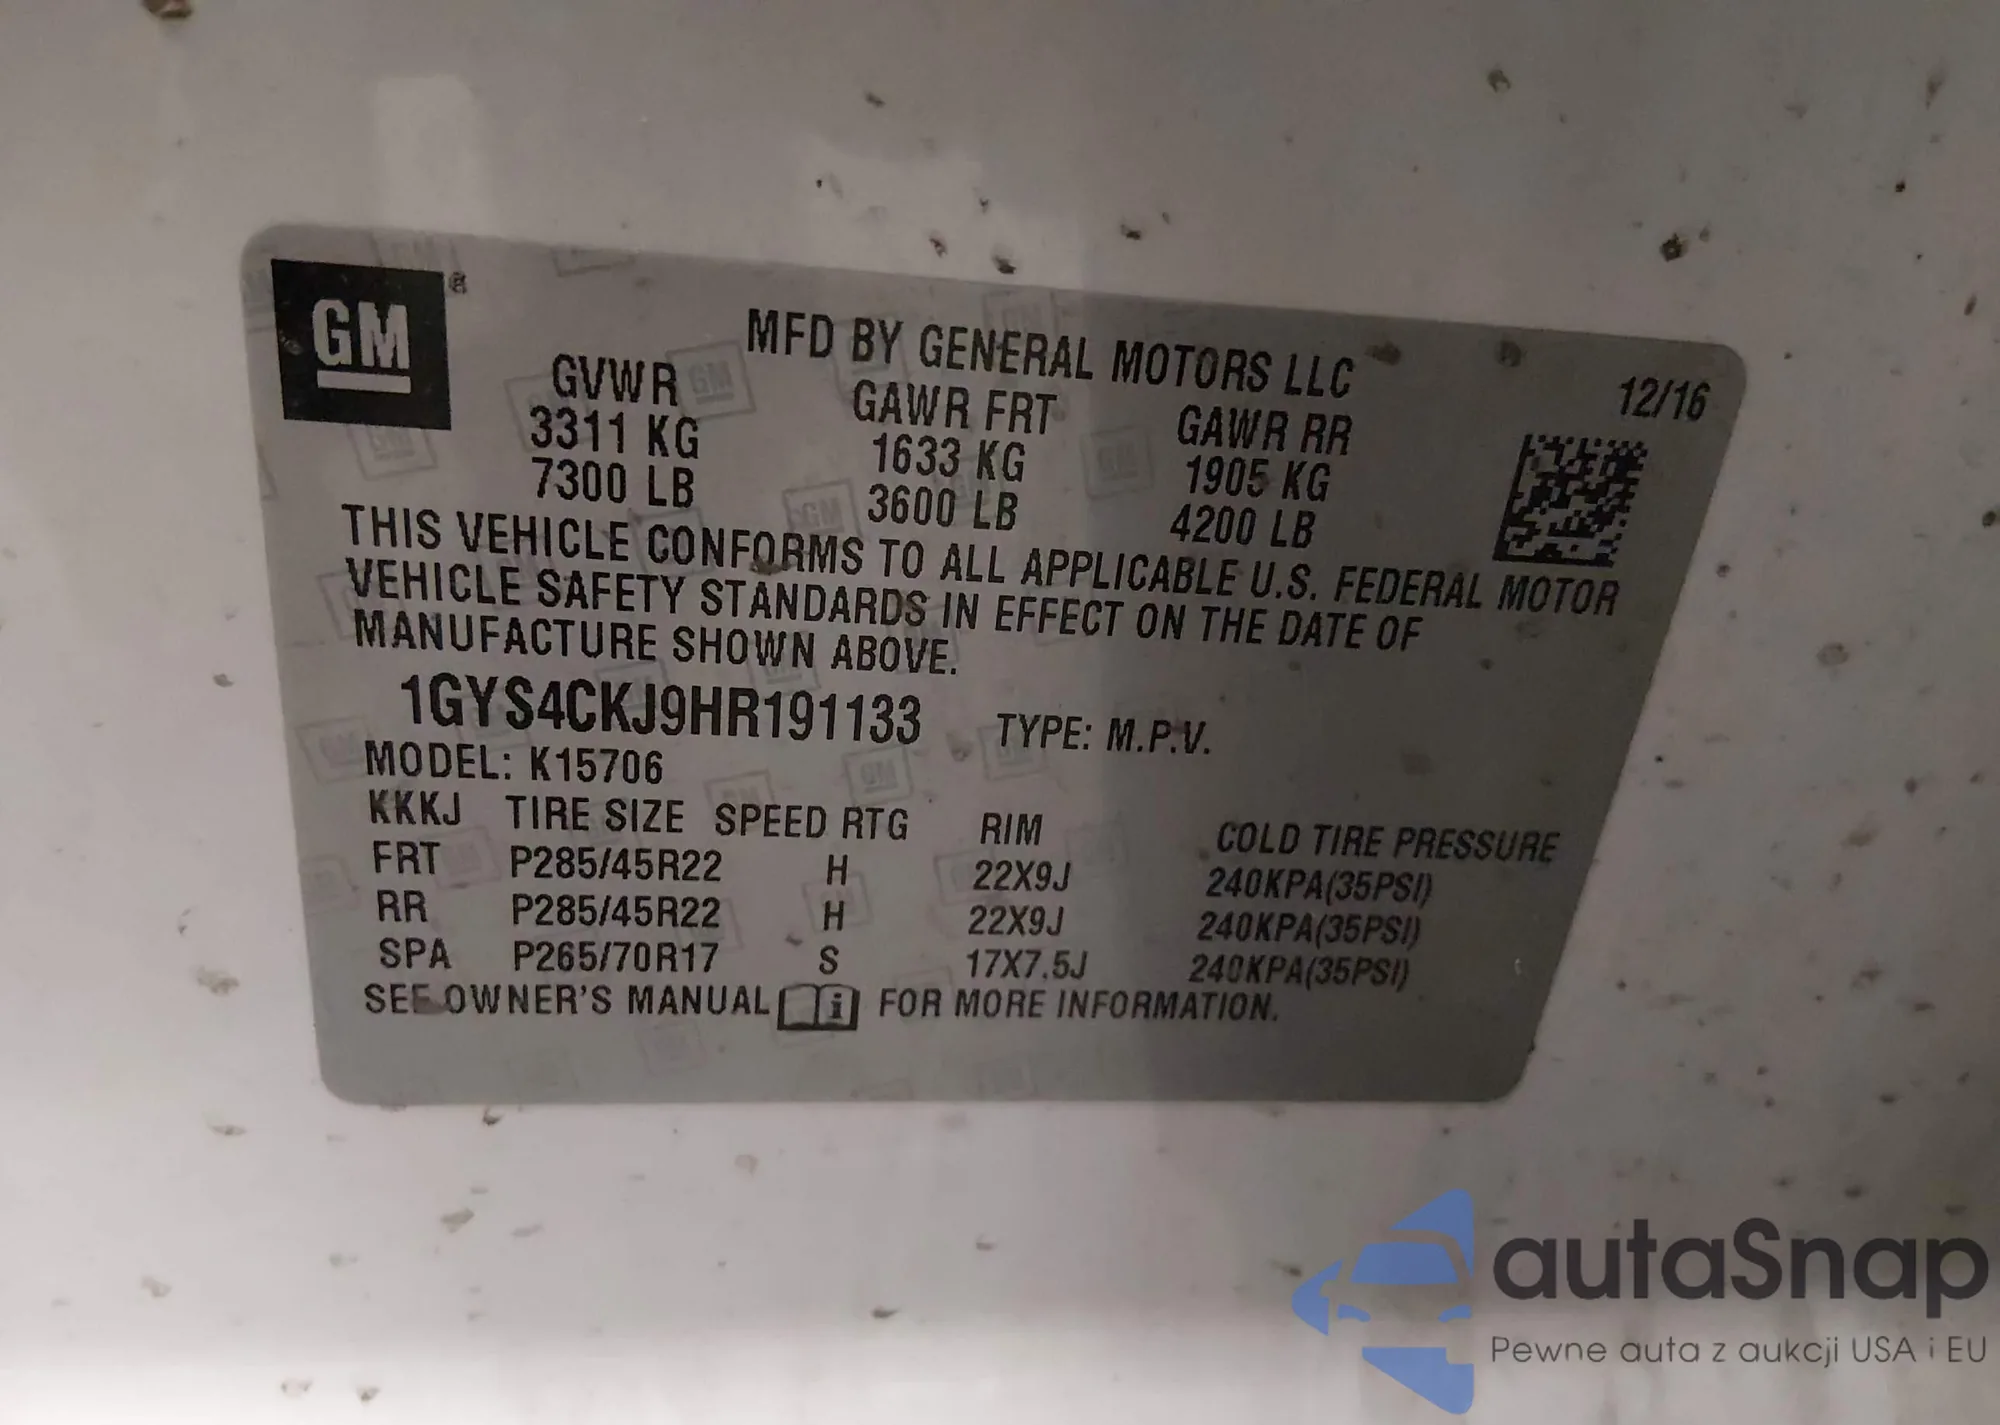 GM ®
MFD BY GENERAL MOTORS LLC
12/16
GVWR GAWR FRT GAWR RR
3311 KG 1633 KG 1905 KG
7300 LB 3600 LB 4200 LB
THIS VEHICLE CONFORMS TO ALL APPLICABLE U.S. FEDERAL MOTOR
VEHICLE SAFETY STANDARDS IN EFFECT ON THE DATE OF
MANUFACTURE SHOWN ABOVE.
1GYS4CKJ9HR191133 TYPE: M.P.V.
MODEL: K15706
KKKJ TIRE SIZE SPEED RTG RIM COLD TIRE PRESSURE
FRT P285/45R22 H 22X9J 240KPA(35PSI)
RR P285/45R22 H 22X9J 240KPA(35PSI)
SPA P265/70R17 S 17X7.5J 240KPA(35PSI)
SEE OWNER'S MANUAL i FOR MORE INFORMATION.
autaSnap
Pewne auta z aukcji USA i EU